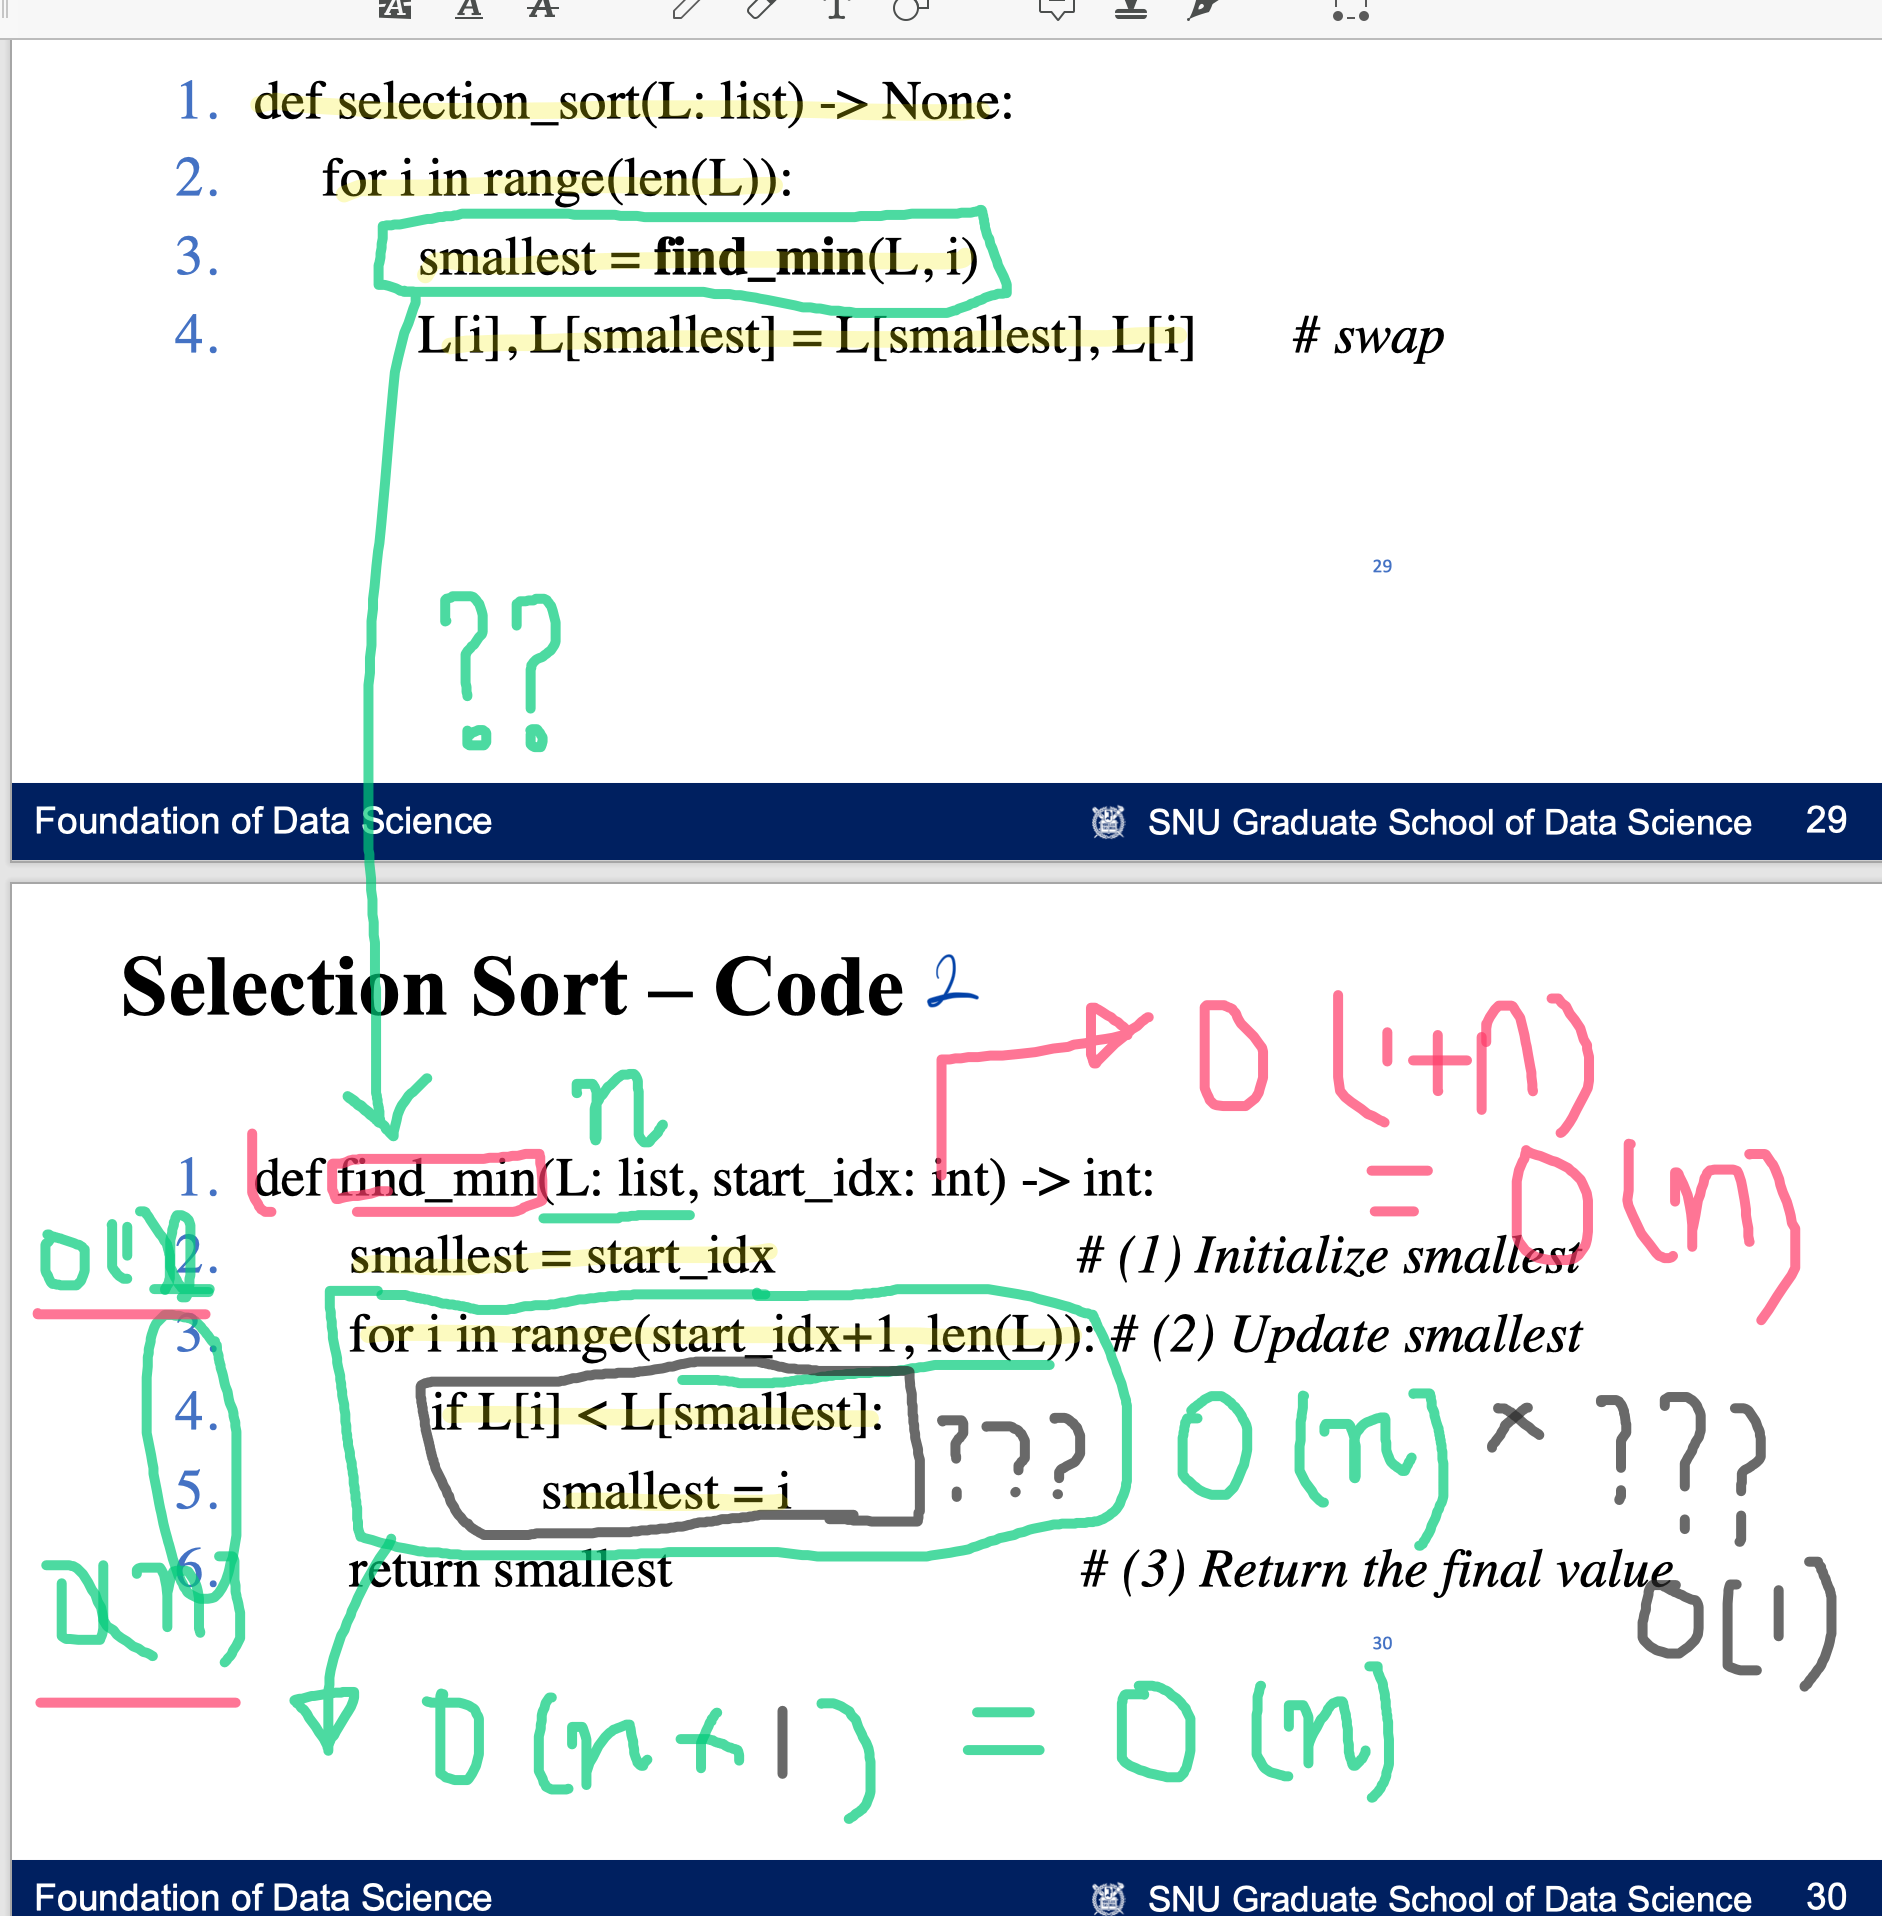 1. def selection_sort(L: list) -> None:
2. for i in range(len(L)):
3. smallest = find_min(L, i)
4. L[i], L[smallest] = L[smallest], L[i] # swap
29
??
Foundation of Data Science SNU Graduate School of Data Science 29
Selection Sort – Code 2
O(1+n)
n
1. def find_min(L: list, start_idx: int) -> int:
= O(n)
O(1)
2. smallest = start_idx # (1) Initialize smallest
3. for i in range(start_idx+1, len(L)): # (2) Update smallest
4. if L[i] < L[smallest]:
??? O(n) × ???
5. smallest = i
6. return smallest # (3) Return the final value
O(n)
O(1)
30
O(n+1) = O(n)
Foundation of Data Science SNU Graduate School of Data Science 30